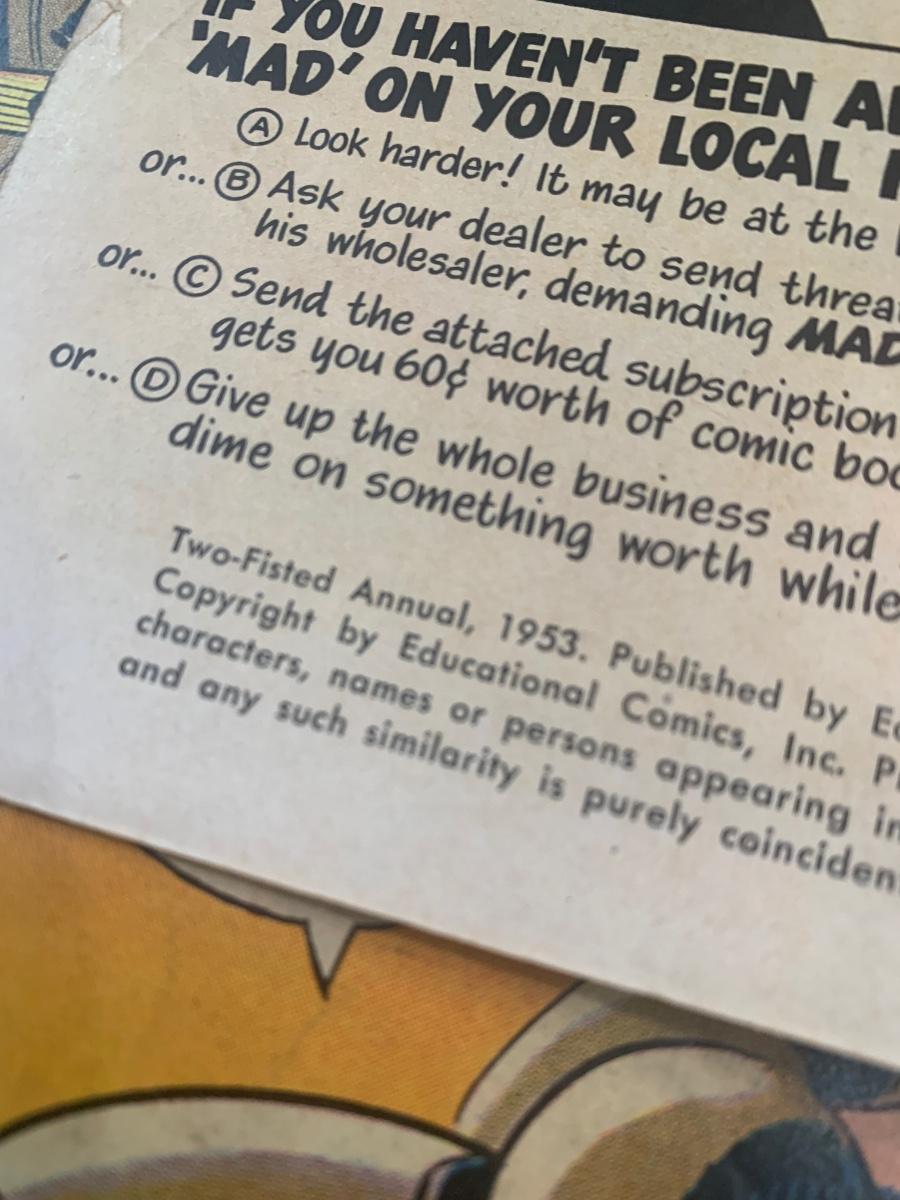 IF YOU HAVEN'T BEEN
'MAD' ON YOUR LOCAL
Ⓐ Look harder! It may be at the
or... Ⓑ Ask your dealer to send
his wholesaler, demanding MAD
or... Ⓒ Send the attached subscription
gets you 60¢ worth of comic
or... Ⓓ Give up the whole business and
dime on something worth while
Two-Fisted Annual, 1953. Published by
Copyright by Educational Comics, Inc.
characters, names or persons appearing in
and any such similarity is purely